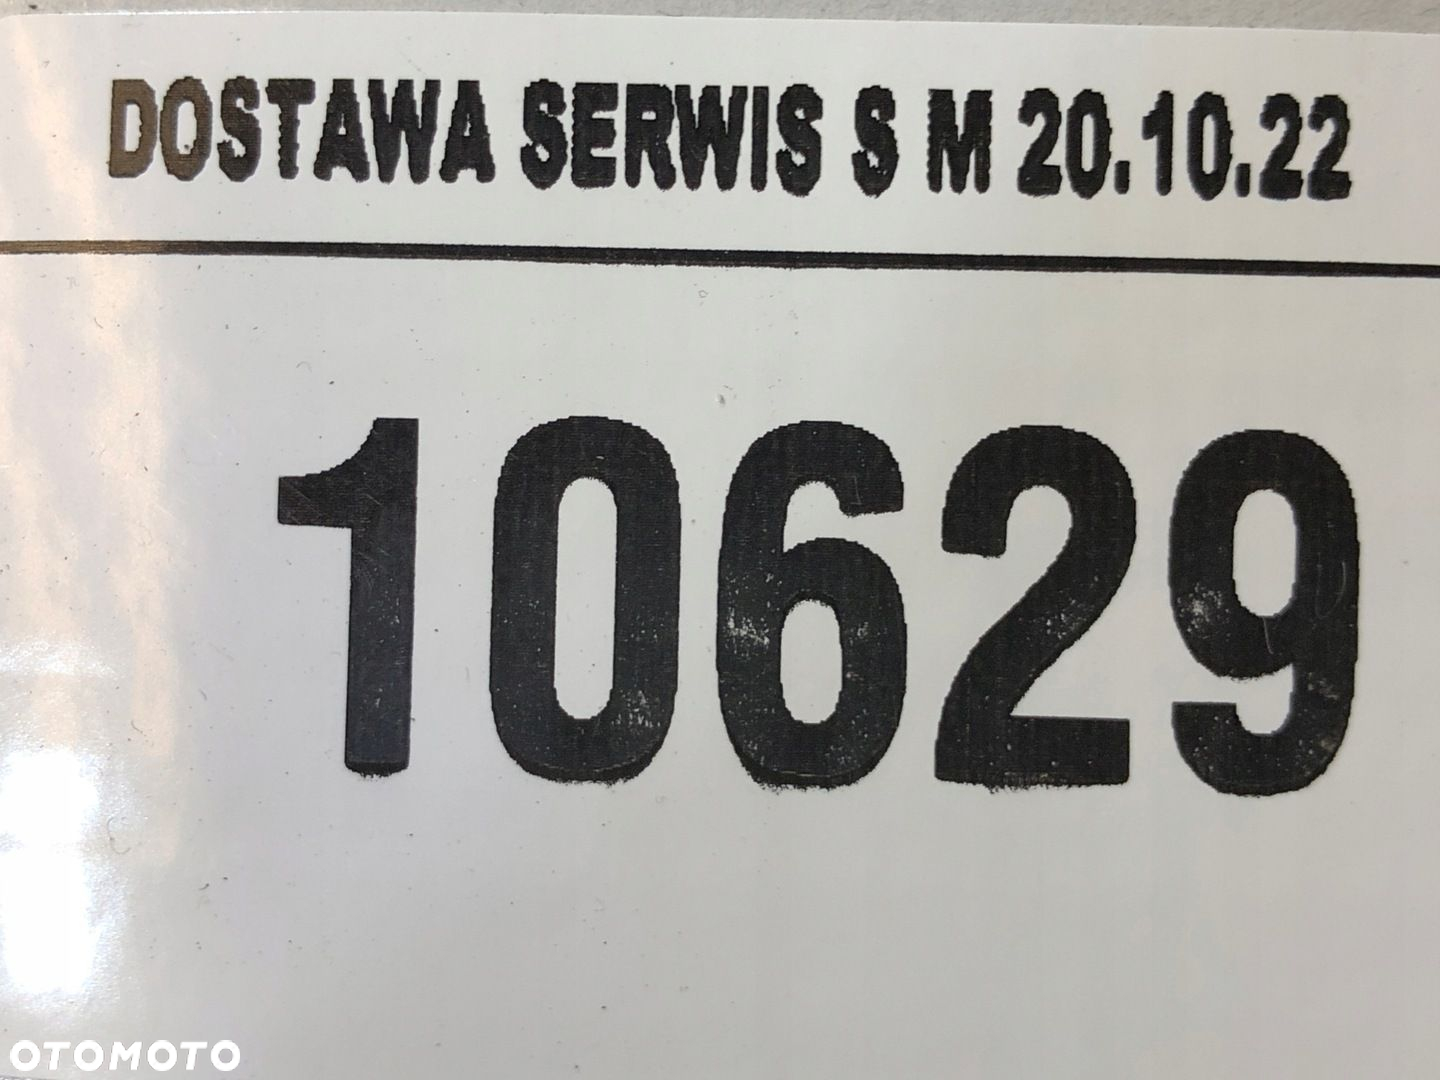 DOSTAWA SERWIS S M 20.10.22
10629
OTOMOTO